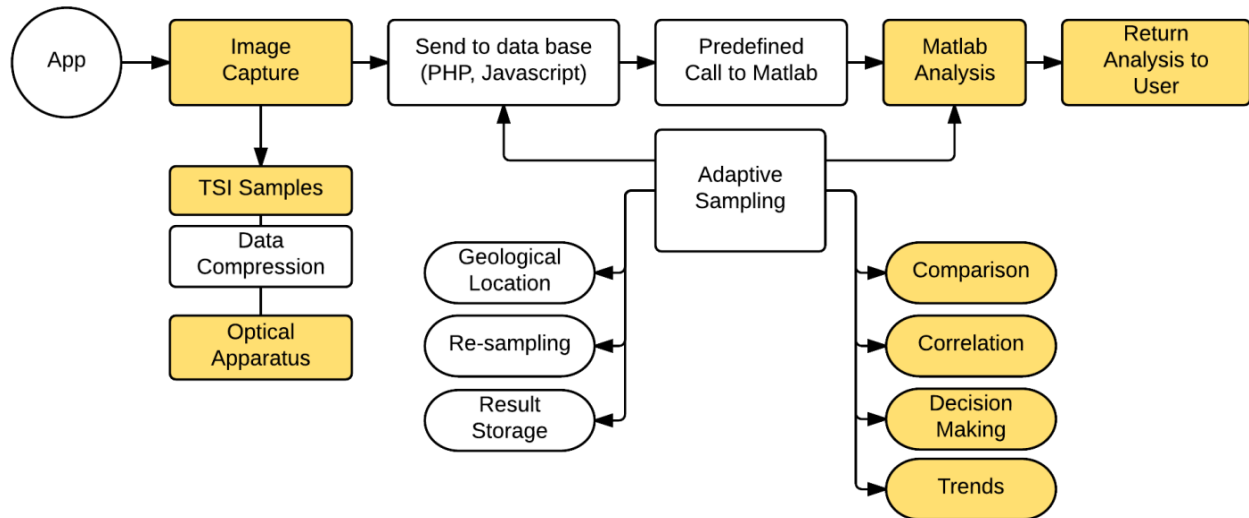 App
Image
Capture
Send to data base
(PHP, Javascript)
Predefined
Call to Matlab
Matlab
Analysis
Return
Analysis to
User
TSI Samples
Data
Compression
Optical
Apparatus
Adaptive
Sampling
Geological
Location
Re-sampling
Result
Storage
Comparison
Correlation
Decision
Making
Trends